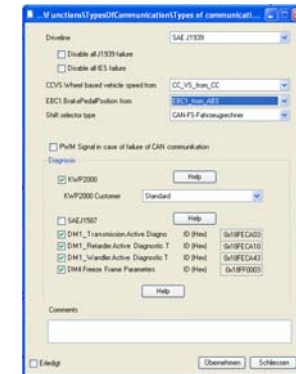 ..\Functions\TypesOfCommunication\Types of communicati...
Driveline SAE J1939
Disable all J1939 failure
Disable all IES failure
CCVS.Wheel based vehicle speed from CC_VS_from_CC
EBC1.BrakePedalPosition from EBC1_from_ABS
Shift selector type CAN-FS-Fahrzeugrechner
PWM Signal in case of failure of CAN communikation
Diagnosis
KWP2000 Help
KWP2000 Customer Standard
SAEJ1587 Help
DM1_Transmission.Active Diagno ID (Hex) 0x18FECA03
DM1_Retarder.Active Diagnostic T ID (Hex) 0x18FECA10
DM1_Wandler.Active Diagnostic T ID (Hex) 0x18FECA43
DM4 Freeze Frame Parameters ID (Hex) 0x18FF0003
Help
Comments
Erledigt Übernehmen Schliessen